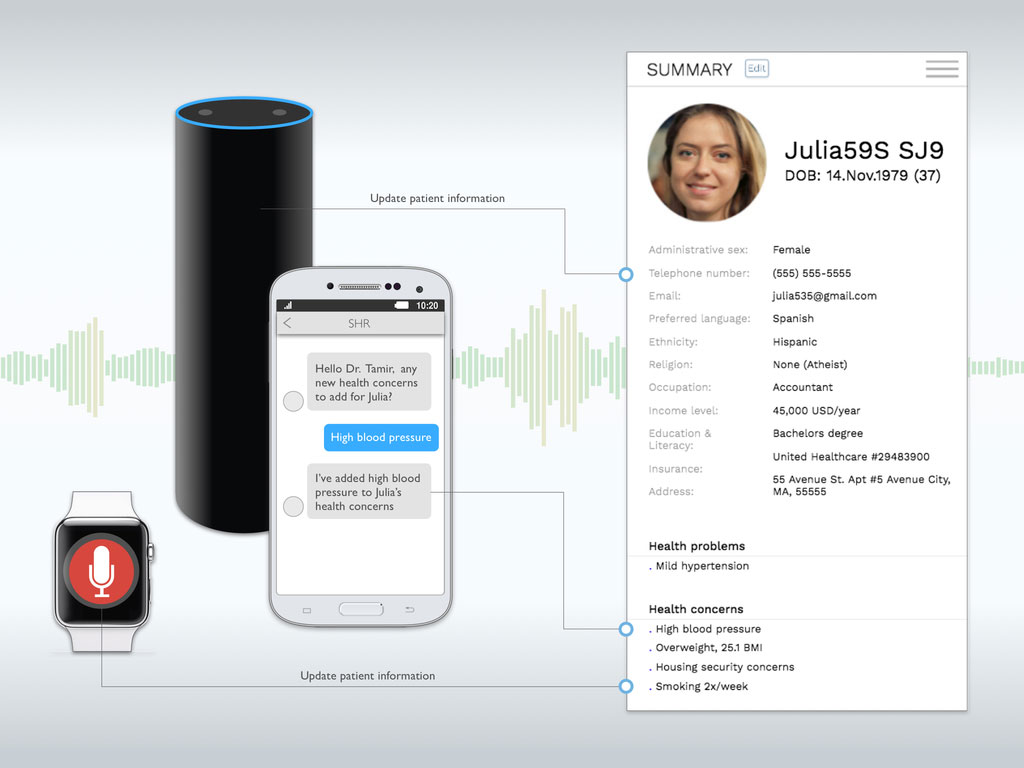 Update patient information
10:20
SHR
Hello Dr. Tamir, any
new health concerns
to add for Julia?
High blood pressure
I've added high blood
pressure to Julia's
health concerns
Update patient information
SUMMARY Edit
Julia59S SJ9
DOB: 14.Nov.1979 (37)
Administrative sex: Female
Telephone number: (555) 555-5555
Email: julia535@gmail.com
Preferred language: Spanish
Ethnicity: Hispanic
Religion: None (Atheist)
Occupation: Accountant
Income level: 45,000 USD/year
Education & Bachelors degree
Literacy:
United Healthcare #29483900
Insurance:
55 Avenue St. Apt #5 Avenue City,
Address: MA, 55555
Health problems
. Mild hypertension
Health concerns
. High blood pressure
. Overweight, 25.1 BMI
. Housing security concerns
. Smoking 2x/week